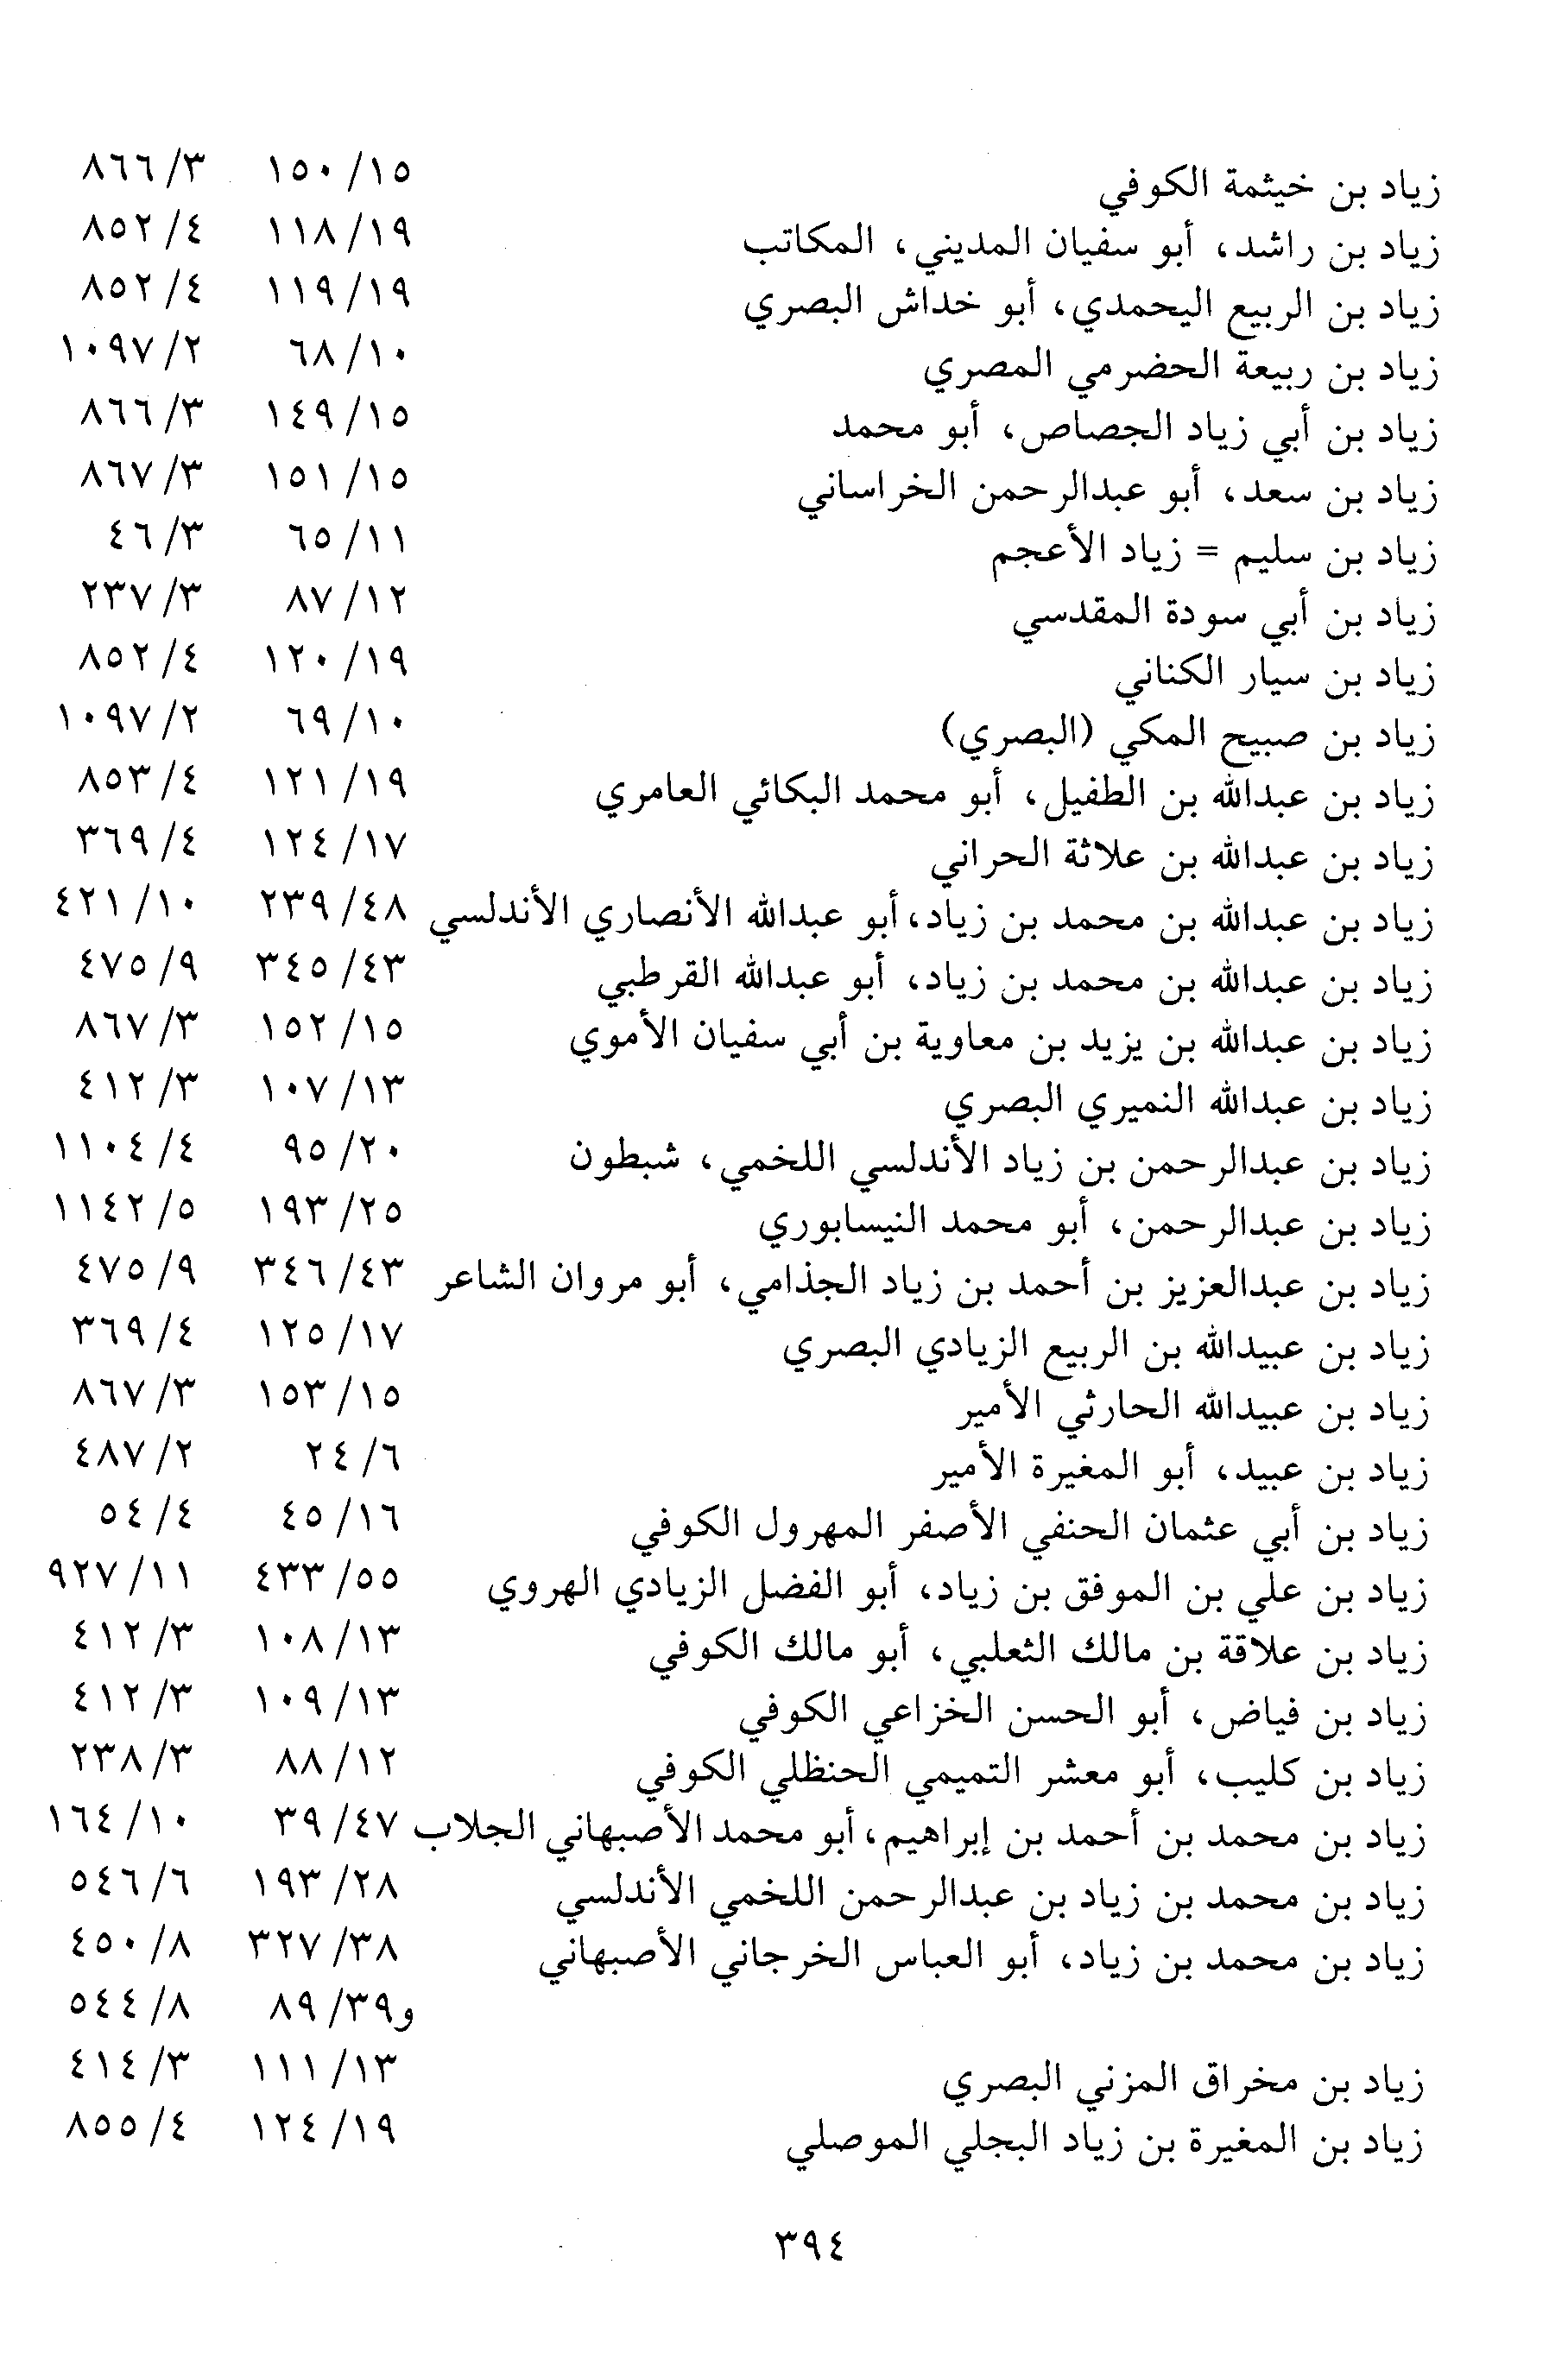 زياد بن خيثمة الكوفي ١٥/ ١٥٠ ٣/ ٨٦٦
زياد بن راشد، أبو سفيان المديني، المكاتب ١٩/ ١١٨ ٤/ ٨٥٢
زياد بن الربيع اليحمدي، أبو خداش البصري ١٩/ ١١٩ ٤/ ٨٥٢
زياد بن ربيعة الحضرمي المصري ١٠/ ٦٨ ٢/ ١٠٩٧
زياد بن أبي زياد الجصاص، أبو محمد ١٥/ ١٤٩ ٣/ ٨٦٦
زياد بن سعد، أبو عبدالرحمن الخراساني ١٥/ ١٥١ ٣/ ٨٦٧
زياد بن سليم = زياد الأعجم ١١/ ٦٥ ٣/ ٤٦
زياد بن أبي سودة المقدسي ١٢/ ٨٧ ٣/ ٢٣٧
زياد بن سيار الكناني ١٩/ ١٢٠ ٤/ ٨٥٢
زياد بن صبيح المكي (البصري) ١٠/ ٦٩ ٢/ ١٠٩٧
زياد بن عبدالله بن الطفيل، أبو محمد البكائي العامري ١٩/ ١٢١ ٤/ ٨٥٣
زياد بن عبدالله بن علاثة الحراني ١٧/ ١٢٤ ٤/ ٣٦٩
زياد بن عبدالله بن محمد بن زياد، أبو عبدالله الأنصاري الأندلسي ٤٨/ ٢٣٩ ١٠/ ٤٢١
زياد بن عبدالله بن محمد بن زياد، أبو عبدالله القرطبي ٤٣/ ٣٤٥ ٩/ ٤٧٥
زياد بن عبدالله بن يزيد بن معاوية بن أبي سفيان الأموي ١٥/ ١٥٢ ٣/ ٨٦٧
زياد بن عبدالله النميري البصري ١٣/ ١٠٧ ٣/ ٤١٢
زياد بن عبدالرحمن بن زياد الأندلسي اللخمي، شبطون ٢٠/ ٩٥ ٤/ ١١٠٤
زياد بن عبدالرحمن، أبو محمد النيسابوري ٢٥/ ١٩٣ ٥/ ١١٤٢
زياد بن عبدالعزيز بن أحمد بن زياد الجذامي، أبو مروان الشاعر ٤٣/ ٣٤٦ ٩/ ٤٧٥
زياد بن عبيدالله بن الربيع الزيادي البصري ١٧/ ١٢٥ ٤/ ٣٦٩
زياد بن عبيدالله الحارثي الأمير ١٥/ ١٥٣ ٣/ ٨٦٧
زياد بن عبيد، أبو المغيرة الأمير ٦/ ٢٤ ٢/ ٤٨٧
زياد بن أبي عثمان الحنفي الأصفر المهرول الكوفي ١٦/ ٤٥ ٤/ ٥٤
زياد بن علي بن الموفق بن زياد، أبو الفضل الزيادي الهروي ٥٥/ ٤٣٣ ١١/ ٩٢٧
زياد بن علاقة بن مالك الثعلبي، أبو مالك الكوفي ١٣/ ١٠٨ ٣/ ٤١٢
زياد بن فياض، أبو الحسن الخزاعي الكوفي ١٣/ ١٠٩ ٣/ ٤١٢
زياد بن كليب، أبو معشر التميمي الحنظلي الكوفي ١٢/ ٨٨ ٣/ ٢٣٨
زياد بن محمد بن أحمد بن إبراهيم، أبو محمد الأصبهاني الجلاب ٤٧/ ٣٩ ١٠/ ١٦٤
زياد بن محمد بن زياد بن عبدالرحمن اللخمي الأندلسي ٢٨/ ١٩٣ ٦/ ٥٤٦
زياد بن محمد بن زياد، أبو العباس الخرجاني الأصبهاني ٣٨/ ٣٢٧ ٨/ ٤٥٠
و٣٩/ ٨٩ ٨/ ٥٤٤
زياد بن مخراق المزني البصري ١٣/ ١١١ ٣/ ٤١٤
زياد بن المغيرة بن زياد البجلي الموصلي ١٩/ ١٢٤ ٤/ ٨٥٥
٣٩٤